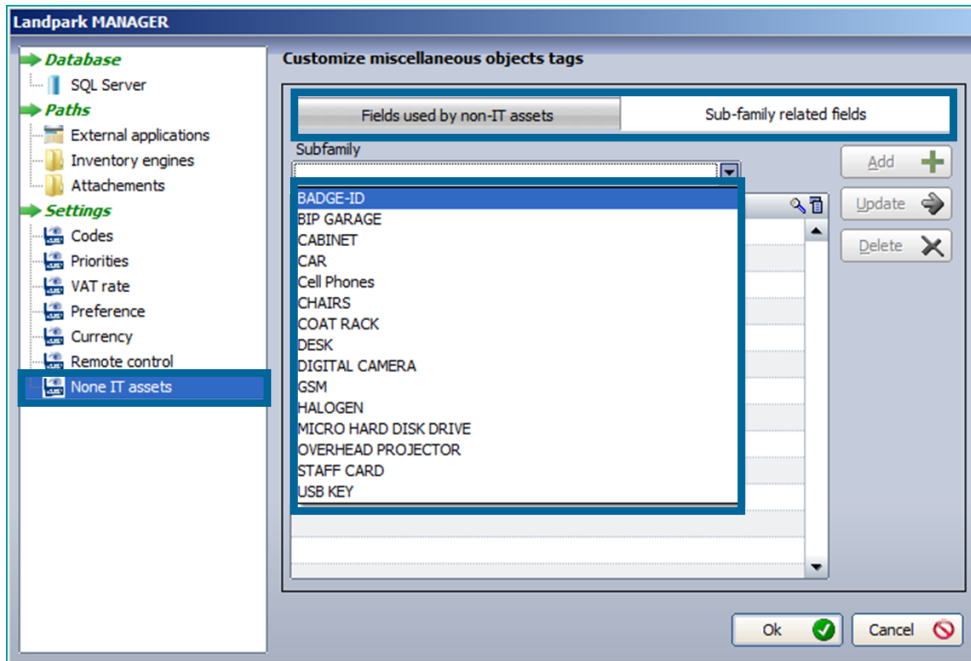 Landpark MANAGER
Database
SQL Server
Paths
External applications
Inventory engines
Attachements
Settings
Codes
Priorities
VAT rate
Preference
Currency
Remote control
None IT assets
Customize miscellaneous objects tags
Fields used by non-IT assets
Sub-family related fields
Subfamily
BADGE-ID
BIP GARAGE
CABINET
CAR
Cell Phones
CHAIRS
COAT RACK
DESK
DIGITAL CAMERA
GSM
HALOGEN
MICRO HARD DISK DRIVE
OVERHEAD PROJECTOR
STAFF CARD
USB KEY
Add
Update
Delete
Ok
Cancel